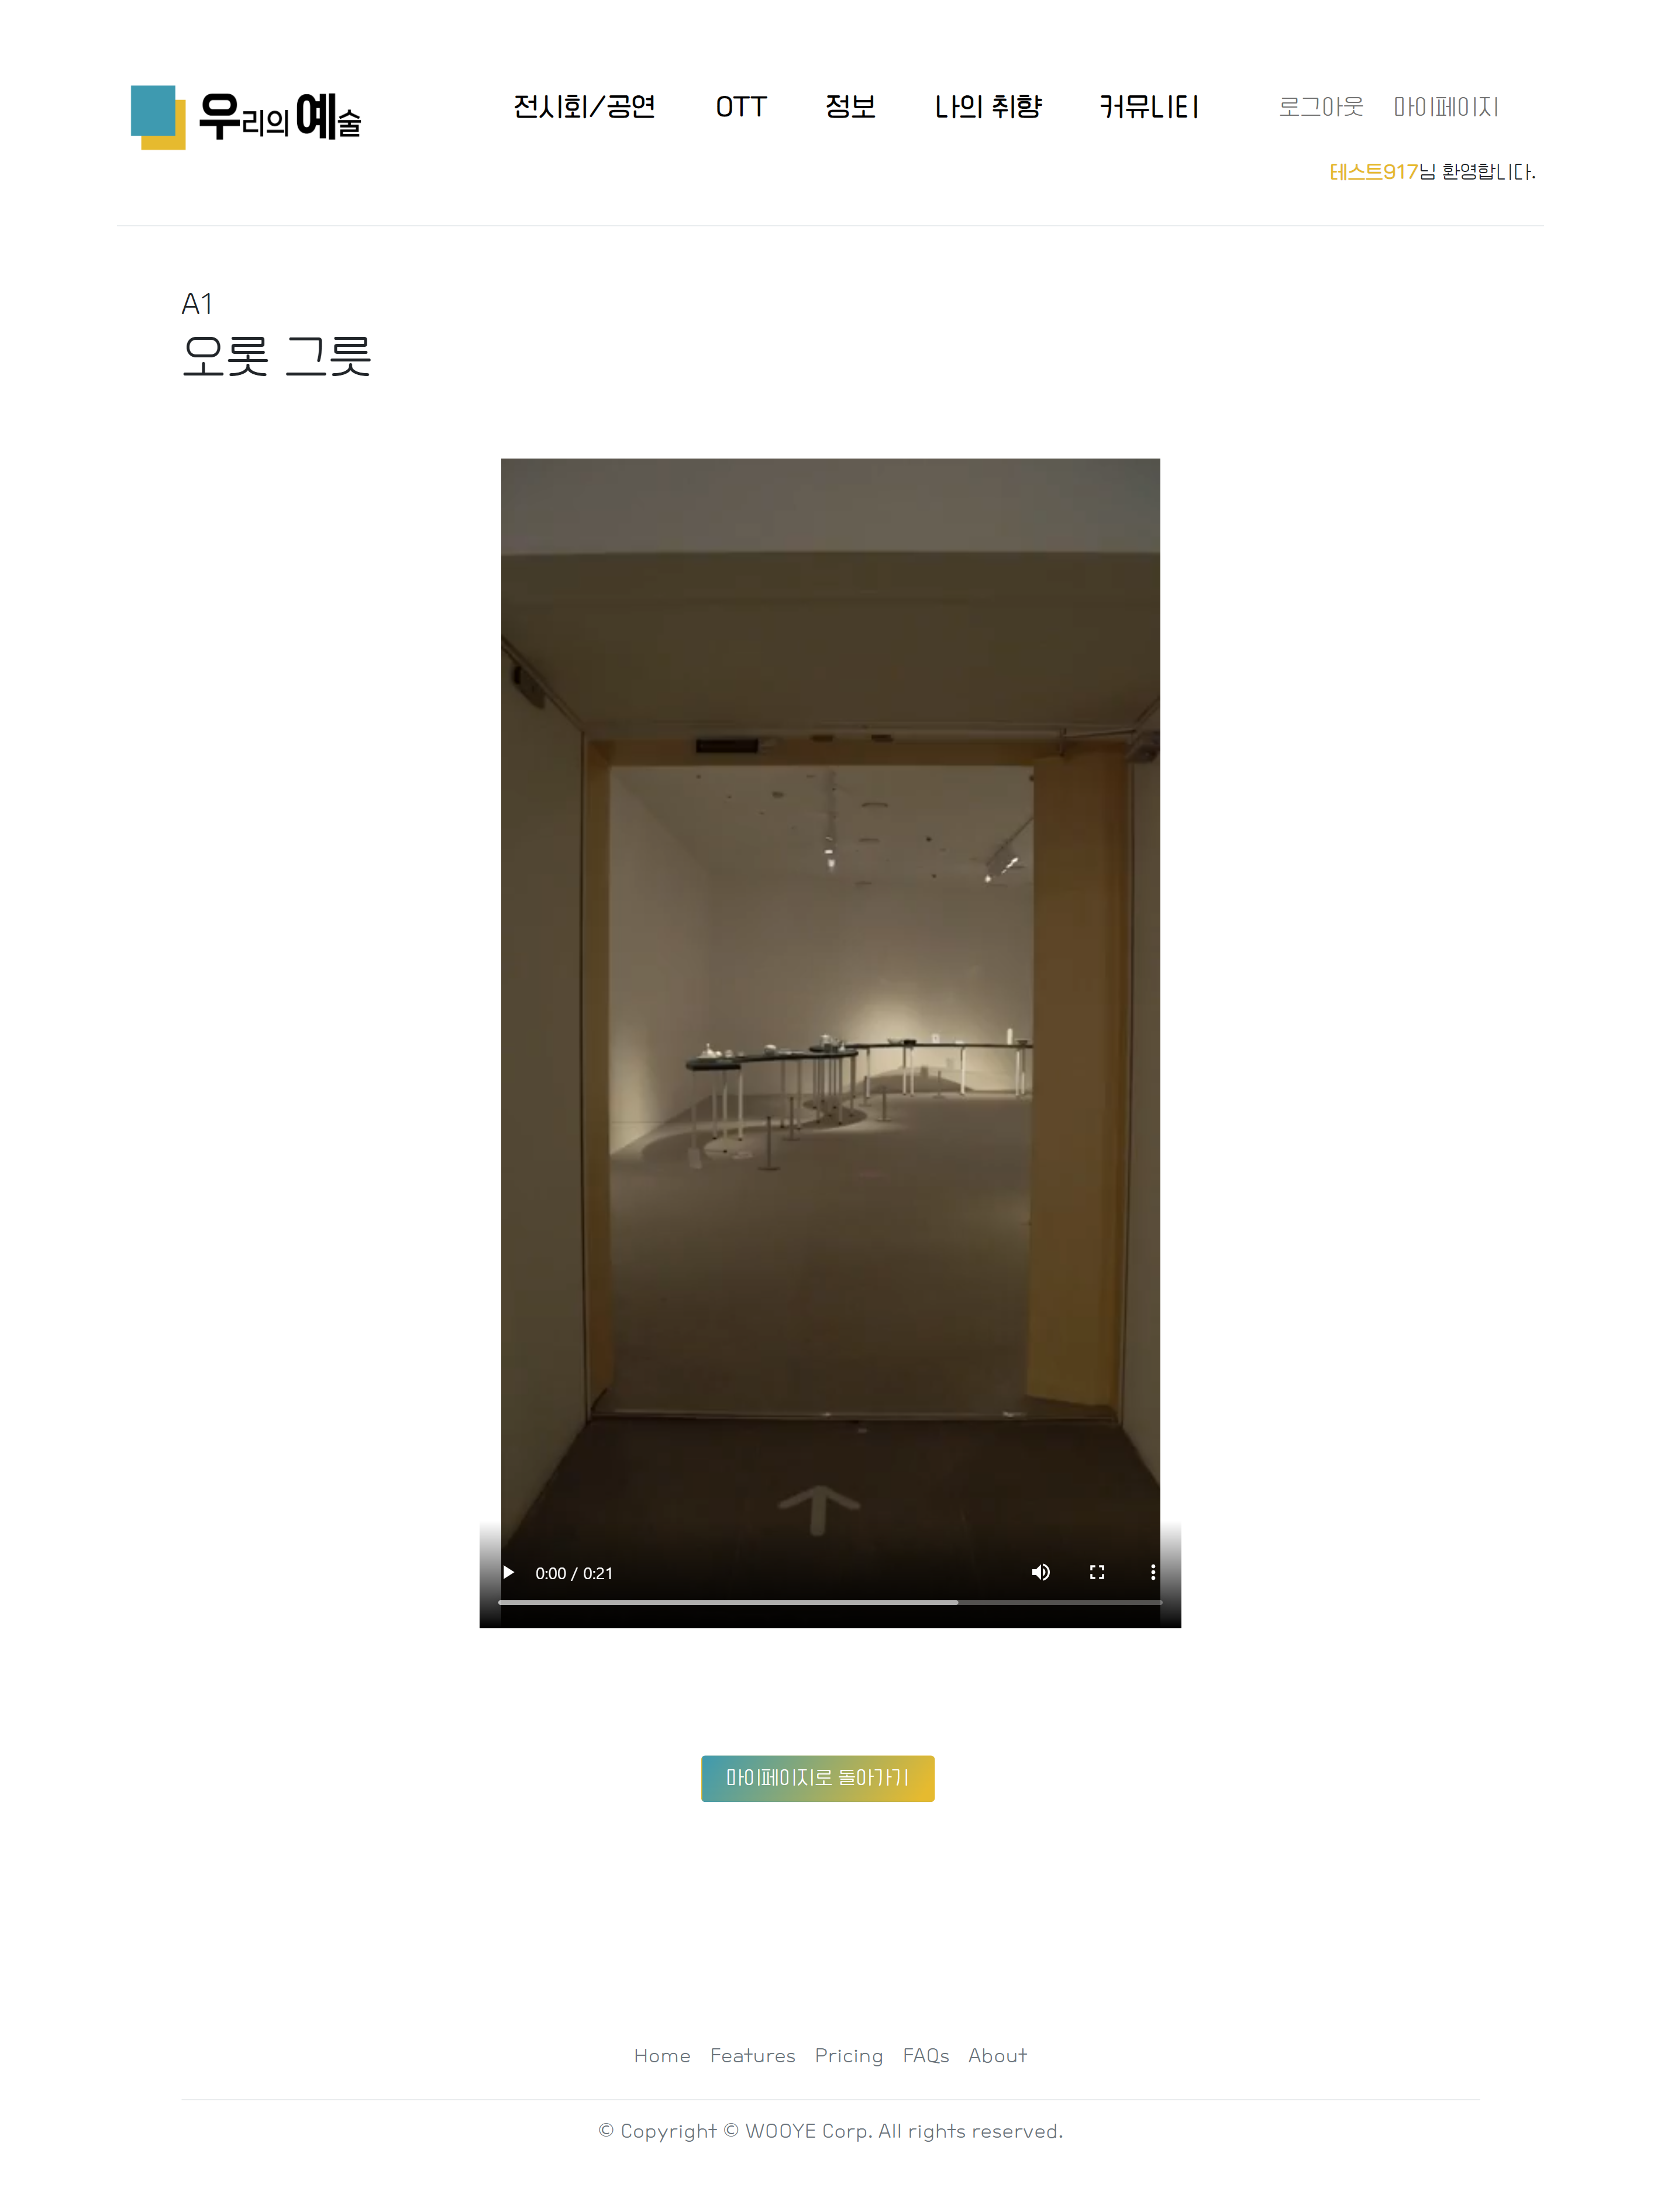 우리의 예술
전시회/공연 OTT 정보 나의 취향 커뮤니티 로그아웃 마이페이지
테스트917님 환영합니다.
A1
오롯 그릇
0:00 / 0:21
마이페이지로 돌아가기
Home Features Pricing FAQs About
© Copyright © WOOYE Corp. All rights reserved.